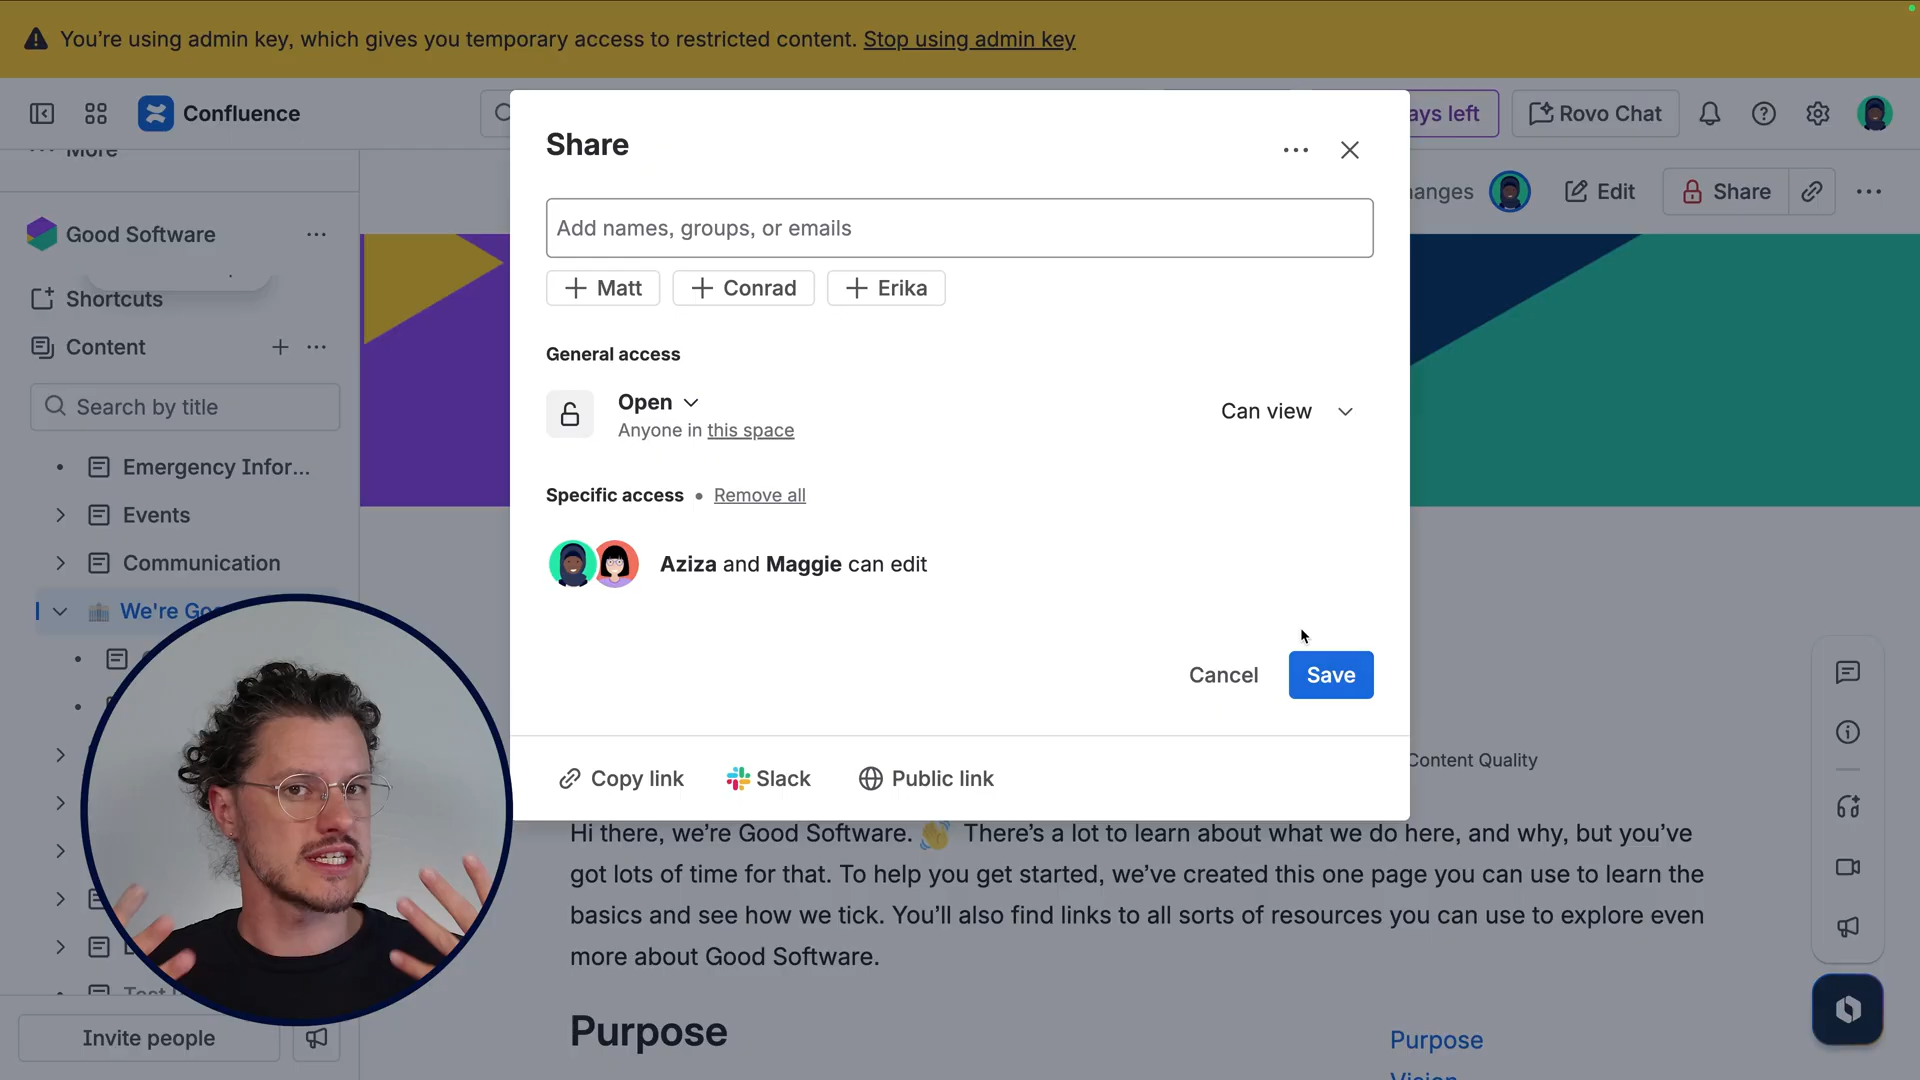 You're using admin key, which gives you temporary access to restricted content. Stop using admin key
Confluence
ays left
Rovo Chat
More
Good Software
Shortcuts
Content
Search by title
Emergency Infor...
Events
Communication
We're Go
Invite people
hanges
Edit
Share
Share
Add names, groups, or emails
Matt
Conrad
Erika
General access
Open
Anyone in this space
Can view
Specific access • Remove all
Aziza and Maggie can edit
Cancel
Save
Copy link
Slack
Public link
Content Quality
Hi there, we're Good Software. 👋 There's a lot to learn about what we do here, and why, but you've
got lots of time for that. To help you get started, we've created this one page you can use to learn the
basics and see how we tick. You'll also find links to all sorts of resources you can use to explore even
more about Good Software.
Purpose
Purpose
Vision